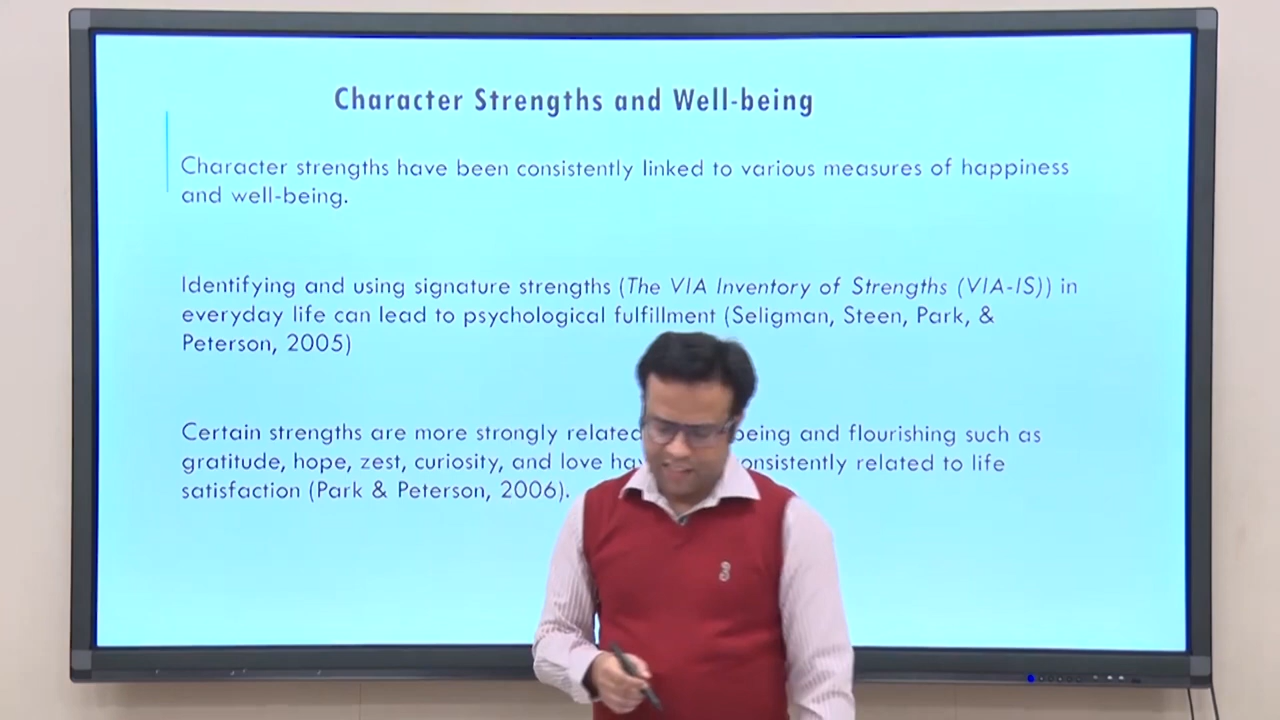 Character Strengths and Well-being
Character strengths have been consistently linked to various measures of happiness
and well-being.
Identifying and using signature strengths (The VIA Inventory of Strengths (VIA-IS)) in
everyday life can lead to psychological fulfillment (Seligman, Steen, Park, &
Peterson, 2005)
Certain strengths are more strongly related being and flourishing such as
gratitude, hope, zest, curiosity, and love consistently related to life
satisfaction (Park & Peterson, 2006).